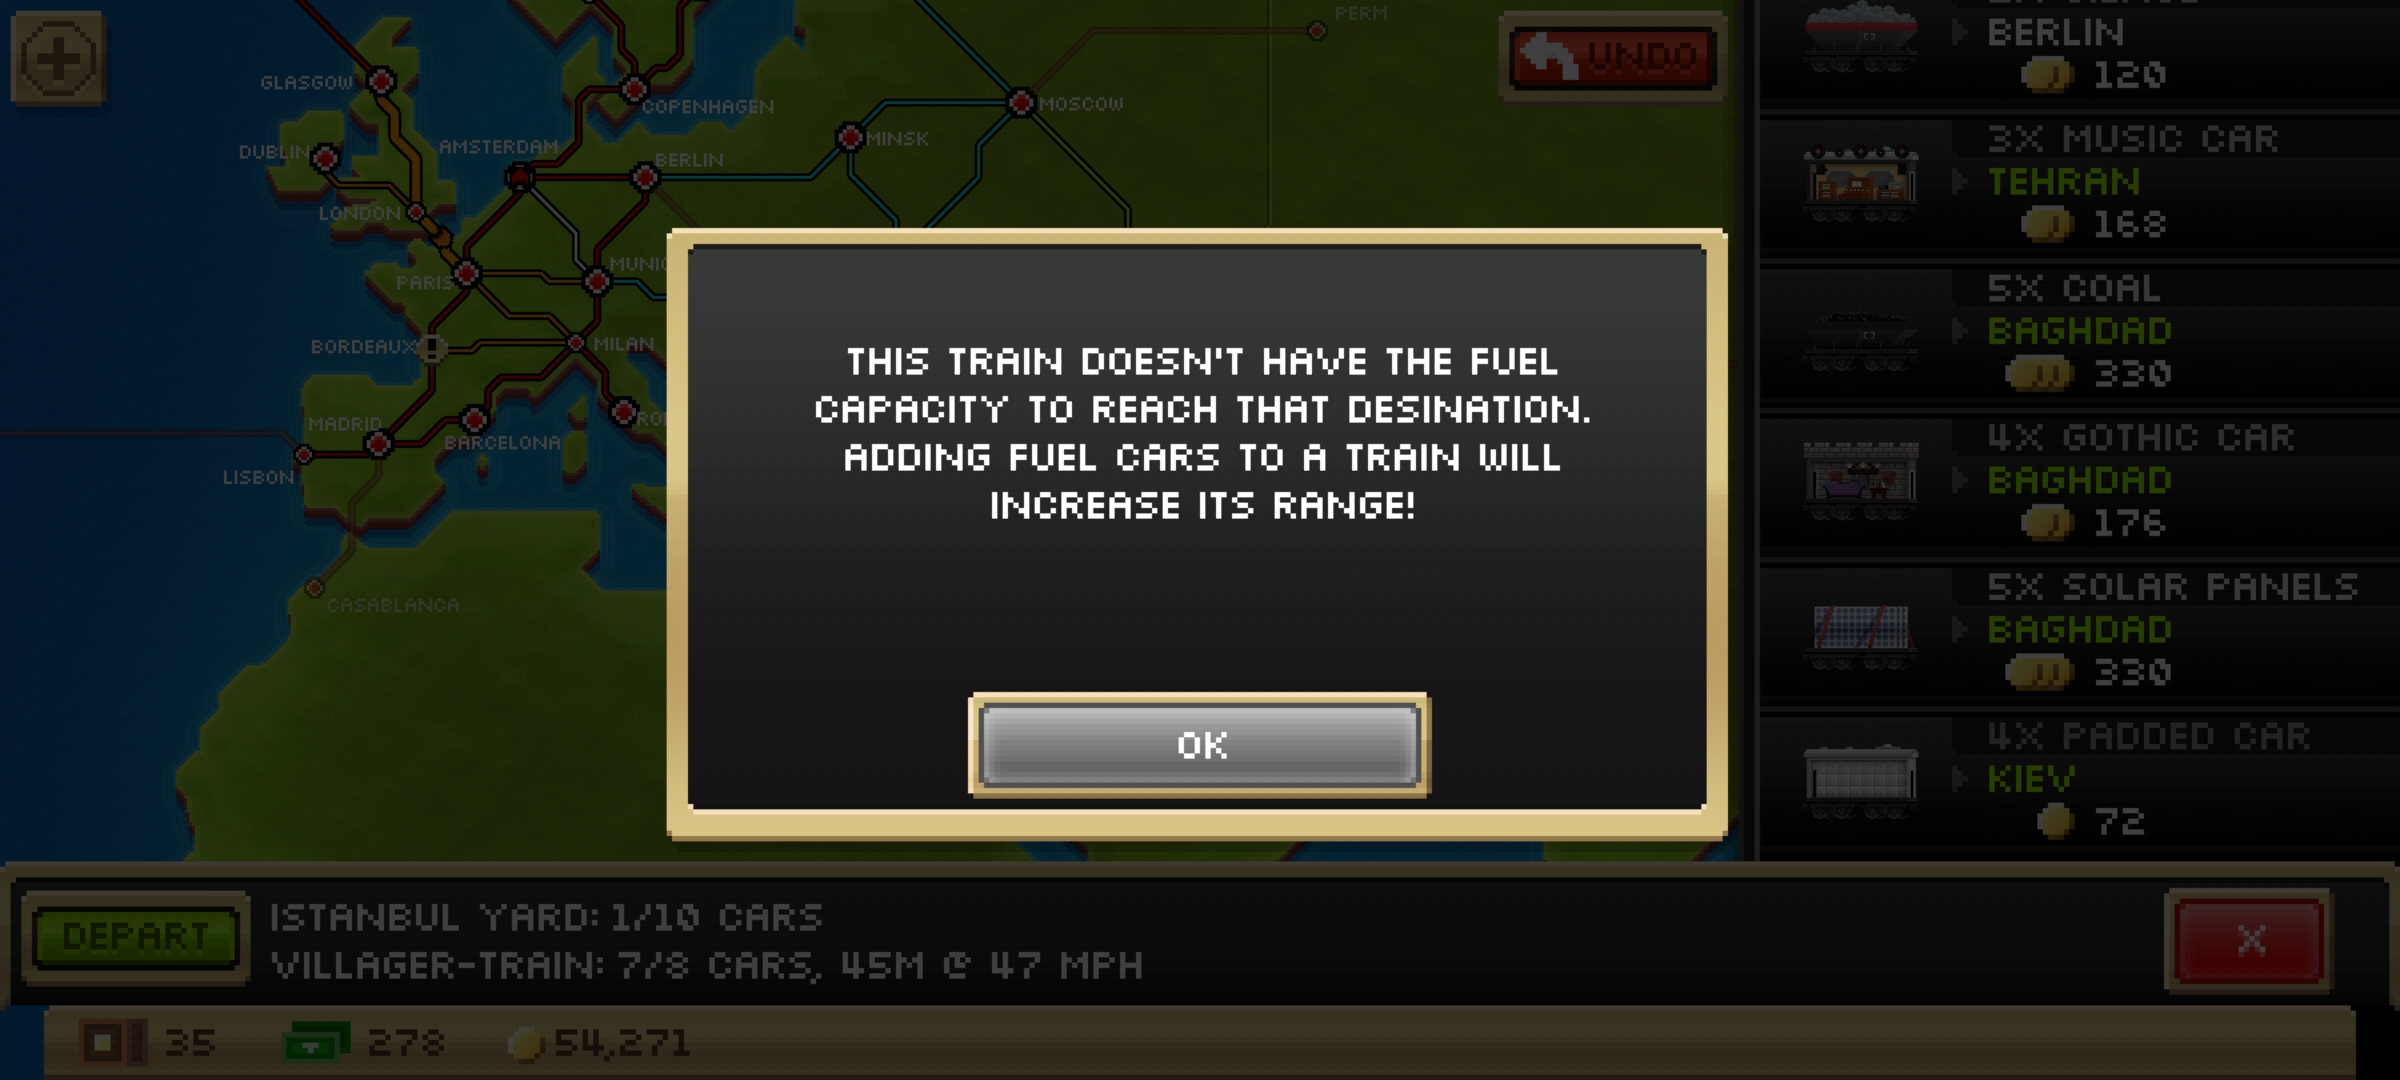 PERM
UNDO
GLASGOW
COPENHAGEN
MOSCOW
DUBLIN
AMSTERDAM
BERLIN
MINSK
LONDON
PARIS
BORDEAUX
MILAN
MADRID
BARCELONA
LISBON
CASABLANCA
THIS TRAIN DOESN'T HAVE THE FUEL
CAPACITY TO REACH THAT DESINATION.
ADDING FUEL CARS TO A TRAIN WILL
INCREASE ITS RANGE!
OK
BERLIN
120
3X MUSIC CAR
TEHRAN
168
5X COAL
BAGHDAD
330
4X GOTHIC CAR
BAGHDAD
176
5X SOLAR PANELS
BAGHDAD
330
4X PADDED CAR
KIEV
72
DEPART
ISTANBUL YARD: 1/10 CARS
VILLAGER-TRAIN: 7/8 CARS, 45M @ 47 MPH
X
35
278
54,271